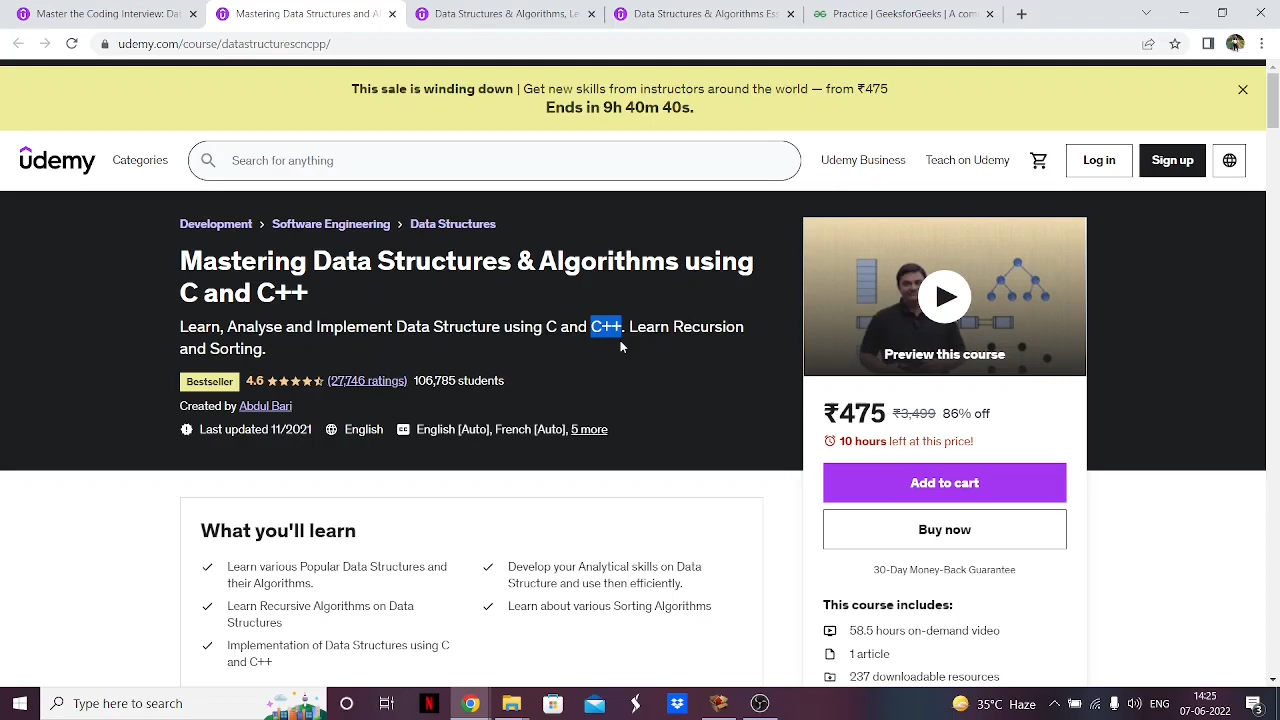 Master the Coding Interview: Dat
Mastering Data Structures and Al
Data Structures & Algorithms, Le
Data Structures & Algorithms Ess
Practice | GeeksforGeeks | A com
udemy.com/course/datastructurescncpp/
This sale is winding down | Get new skills from instructors around the world — from ₹475
Ends in 9h 40m 40s.
udemy
Categories
Search for anything
Udemy Business
Teach on Udemy
Log in
Sign up
Development > Software Engineering > Data Structures
Mastering Data Structures & Algorithms using
C and C++
Learn, Analyse and Implement Data Structure using C and C++. Learn Recursion
and Sorting.
Bestseller 4.6 (27,746 ratings) 106,785 students
Created by Abdul Bari
Last updated 11/2021 English English [Auto], French [Auto], 5 more
Preview this course
₹475 ₹3,499 86% off
10 hours left at this price!
Add to cart
Buy now
30-Day Money-Back Guarantee
This course includes:
58.5 hours on-demand video
1 article
237 downloadable resources
What you'll learn
Learn various Popular Data Structures and
their Algorithms.
Learn Recursive Algorithms on Data
Structures
Implementation of Data Structures using C
and C++
Develop your Analytical skills on Data
Structure and use then efficiently.
Learn about various Sorting Algorithms
Type here to search
35°C Haze
14:25
07-06-2022
3